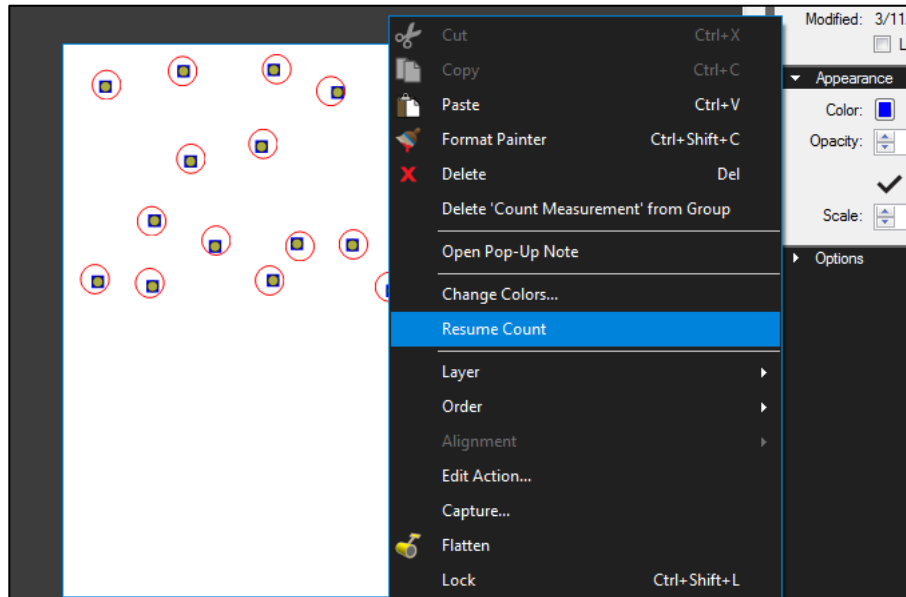 Cut Ctrl+X
Copy Ctrl+C
Paste Ctrl+V
Format Painter Ctrl+Shift+C
Delete Del
Delete 'Count Measurement' from Group
Open Pop-Up Note
Change Colors...
Resume Count
Layer
Order
Alignment
Edit Action...
Capture...
Flatten
Lock Ctrl+Shift+L
Modified: 3/11/
L
Appearance
Color:
Opacity:
Scale:
Options